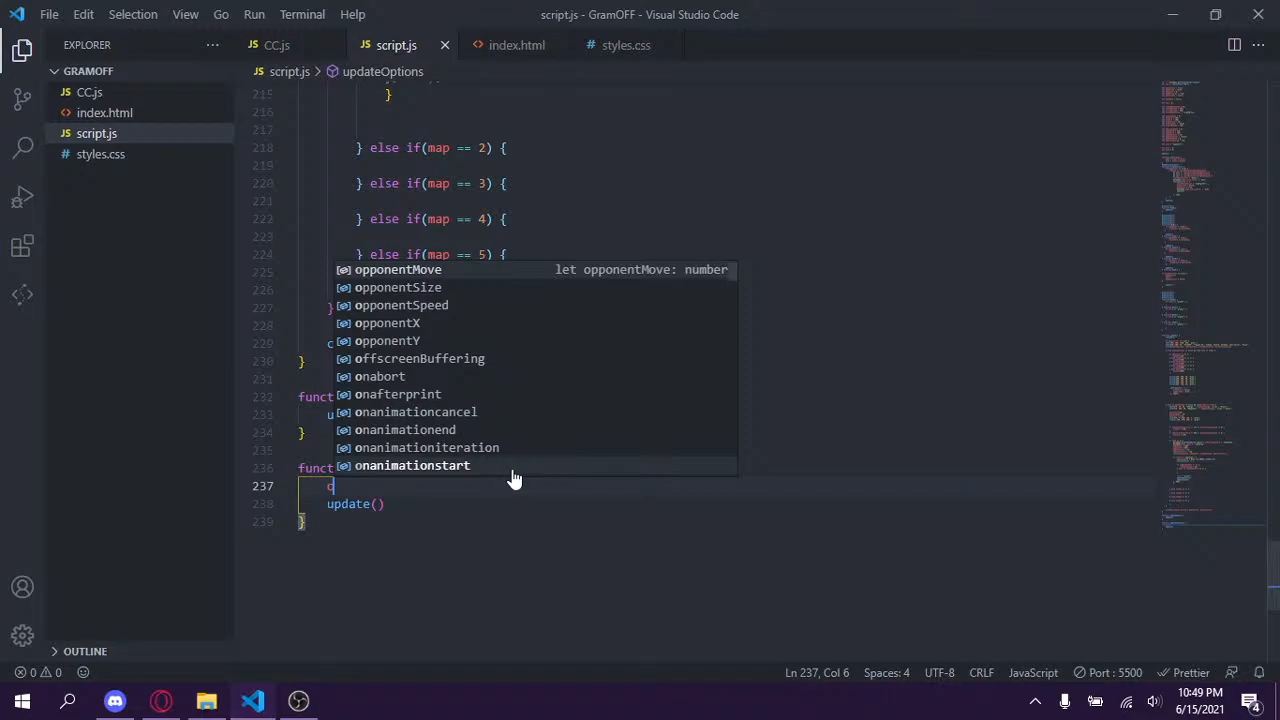 File Edit Selection View Go Run Terminal Help
script.js - GramOFF - Visual Studio Code
EXPLORER
JS CC.js
JS script.js
<> index.html
# styles.css
GRAMOFF
JS CC.js
<> index.html
JS script.js
# styles.css
JS script.js > updateOptions
215 }
216
217
218 } else if(map == 2) {
219
220 } else if(map == 3) {
221
222 } else if(map == 4) {
223
224 } else if(map == 5) {
225
opponentMove let opponentMove: number
opponentSize
opponentSpeed
opponentX
opponentY
offscreenBuffering
onabort
onafterprint
onanimationcancel
onanimationend
onanimationiteration
onanimationstart
227 }
228
229 c
230 }
231
232 funct
233 u
234 }
235
236 funct
237 o
238 update()
239 }
OUTLINE
0 0
Ln 237, Col 6 Spaces: 4 UTF-8 CRLF JavaScript Port : 5500 Prettier
10:49 PM
6/15/2021
4